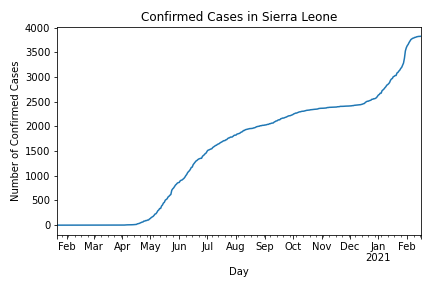 Confirmed Cases in Sierra Leone
4000
3500
3000
2500
2000
1500
1000
500
0
Number of Confirmed Cases
Feb Mar Apr May Jun Jul Aug Sep Oct Nov Dec Jan Feb
2021
Day